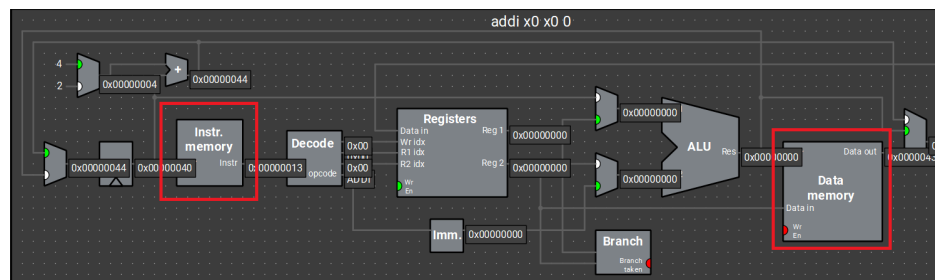 addi x0 x0 0
4
2
0x00000004
+
0x00000044
0x00000044
0x00000040
Instr.
memory
Instr
0x00000013
Decode
opcode
0x00
0x00
Registers
Data in
Wr idx
R1 idx
R2 idx
Reg 1
Reg 2
Wr
En
0x00000000
0x00000000
Imm.
0x00000000
0x00000000
0x00000000
ALU
Res
0x00000000
Branch
Branch
taken
Data out
Data
memory
Data in
Wr
En